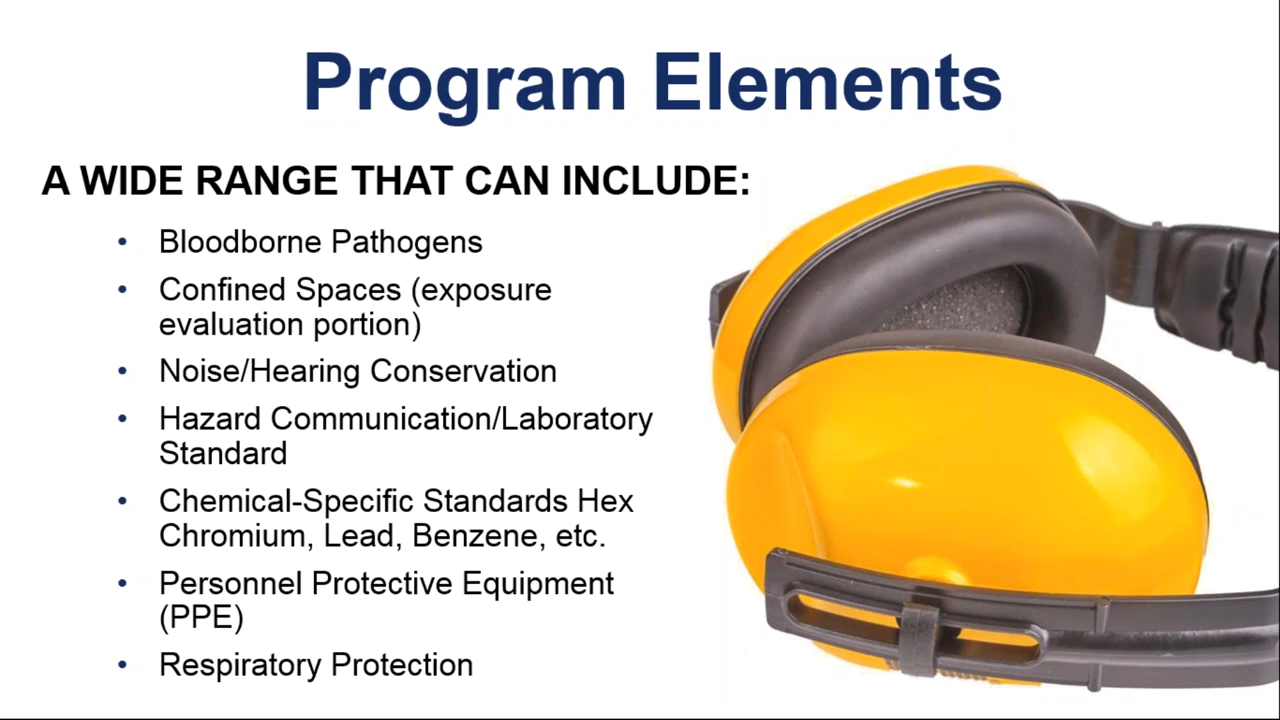 Program Elements
A WIDE RANGE THAT CAN INCLUDE:
• Bloodborne Pathogens
• Confined Spaces (exposure
evaluation portion)
• Noise/Hearing Conservation
• Hazard Communication/Laboratory
Standard
• Chemical-Specific Standards Hex
Chromium, Lead, Benzene, etc.
• Personnel Protective Equipment
(PPE)
• Respiratory Protection